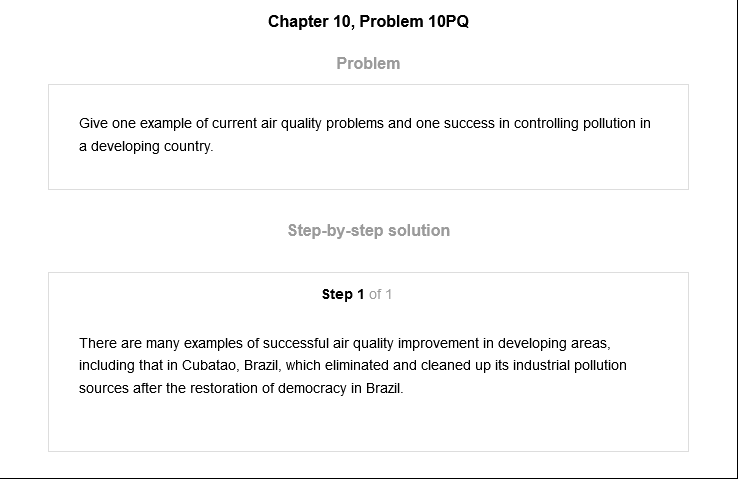 Chapter 10, Problem 10PQ
Problem
Give one example of current air quality problems and one success in controlling pollution in
a developing country.
Step-by-step solution
Step 1 of 1
There are many examples of successful air quality improvement in developing areas,
including that in Cubatao, Brazil, which eliminated and cleaned up its industrial pollution
sources after the restoration of democracy in Brazil.